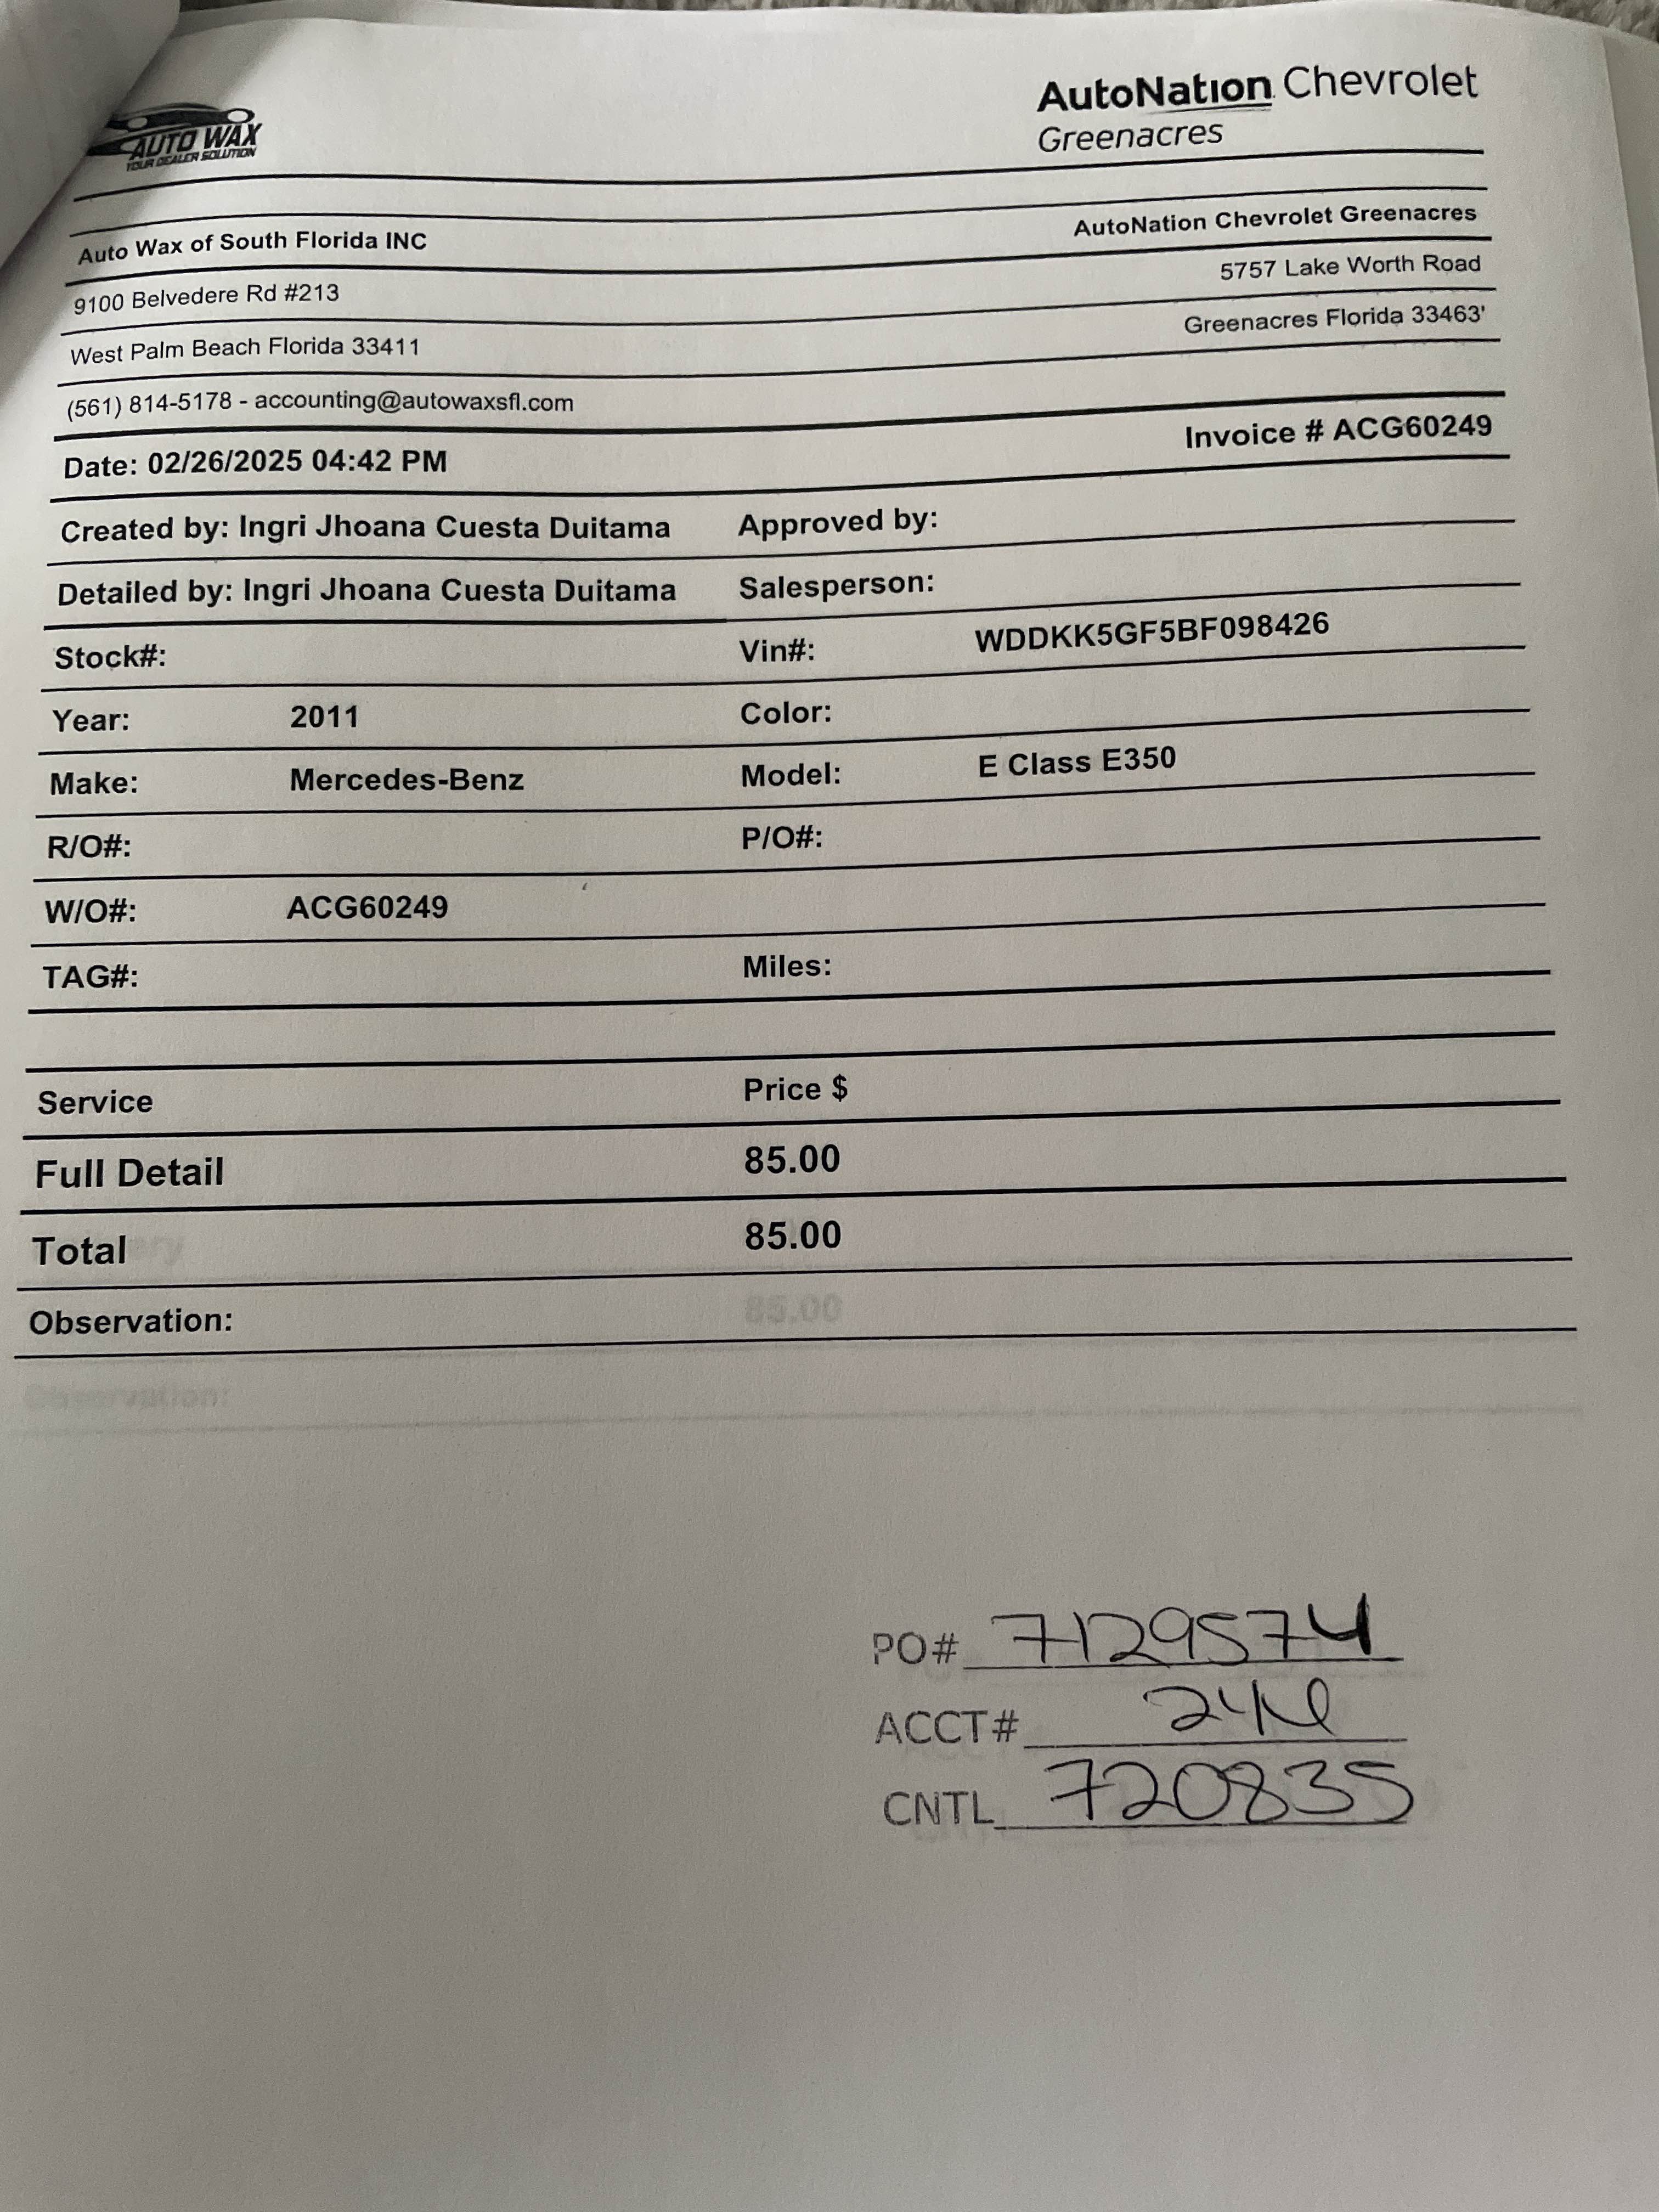 AUTO WAX
YOUR DEALER SOLUTION
AutoNation Chevrolet
Greenacres
Auto Wax of South Florida INC
AutoNation Chevrolet Greenacres
9100 Belvedere Rd #213
5757 Lake Worth Road
West Palm Beach Florida 33411
Greenacres Florida 33463'
(561) 814-5178 - accounting@autowaxsfl.com
Date: 02/26/2025 04:42 PM
Invoice # ACG60249
Created by: Ingri Jhoana Cuesta Duitama Approved by:
Detailed by: Ingri Jhoana Cuesta Duitama Salesperson:
Stock#: Vin#: WDDKK5GF5BF098426
Year: 2011 Color:
Make: Mercedes-Benz Model: E Class E350
R/O#: P/O#:
W/O#: ACG60249
TAG#: Miles:
Service Price $
Full Detail 85.00
Total 85.00
Observation:
85.00
Observation:
PO# 7129574
ACCT#
CNTL 720835